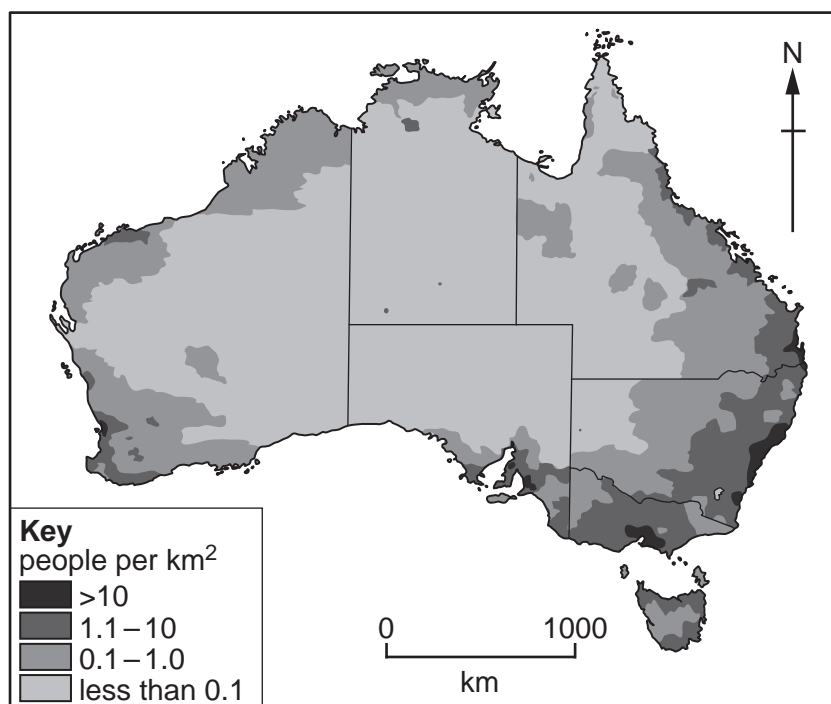 N
Key
people per km²
>10
1.1–10
0.1–1.0
less than 0.1
0 1000
km